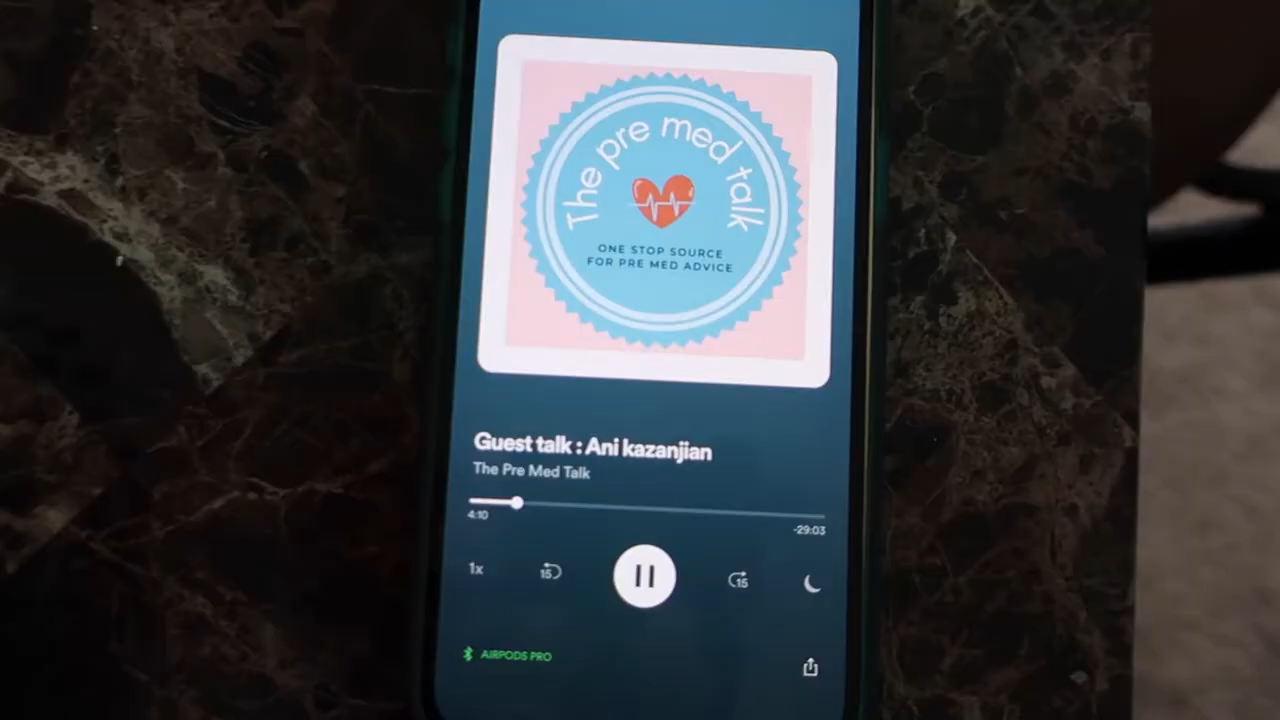 The pre med talk
ONE STOP SOURCE
FOR PRE MED ADVICE
Guest talk : Ani kazanjian
The Pre Med Talk
4:10
-29:03
1x
15
15
AIRPODS PRO